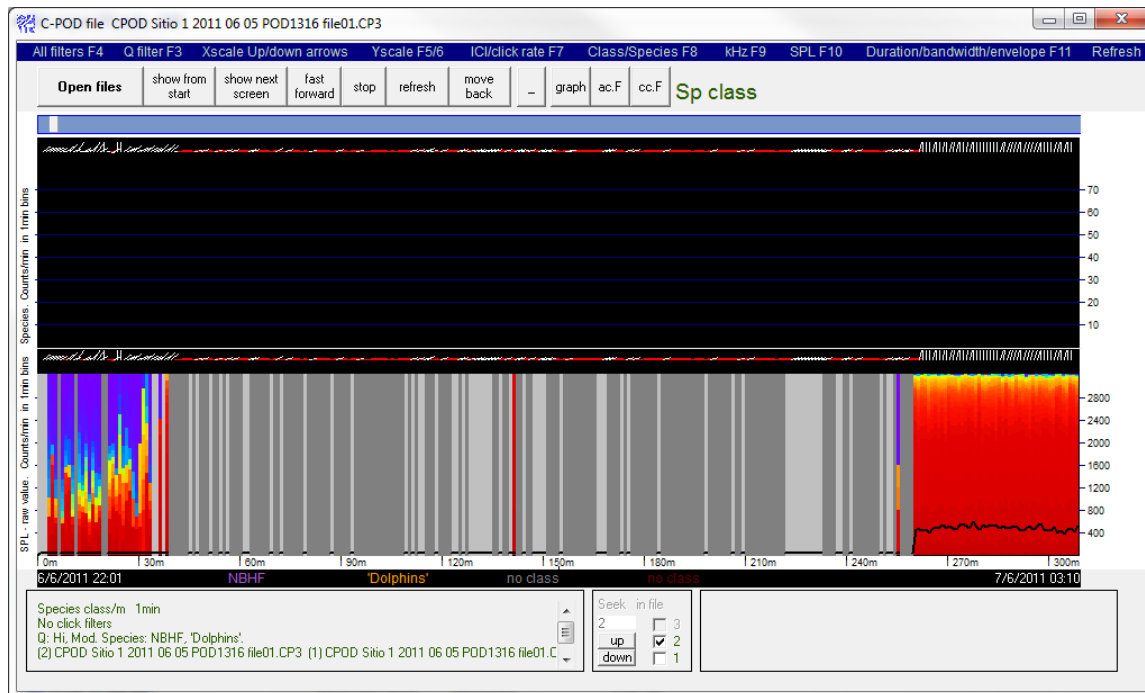 C-POD file CPOD Sitio 1 2011 06 05 POD1316 file01.CP3
All filters F4 Q filter F3 Xscale Up/down arrows Yscale F5/6 ICI/click rate F7 Class/Species F8 kHz F9 SPL F10 Duration/bandwidth/envelope F11 Refresh
Open files show from start show next screen fast forward stop refresh move back _ graph ac.F cc.F Sp class
Species. Counts/min in 1min bins
70
60
50
40
30
20
10
SPL - raw value. Counts/min in 1min bins
2800
2400
2000
1600
1200
800
400
0m 30m 60m 90m 120m 150m 180m 210m 240m 270m 300m
6/6/2011 22:01 NBHF 'Dolphins' no class no class 7/6/2011 03:10
Species class/m 1min
No click filters
Q: Hi, Mod. Species: NBHF, 'Dolphins'.
(2) CPOD Sitio 1 2011 06 05 POD1316 file01.CP3 (1) CPOD Sitio 1 2011 06 05 POD1316 file01.C
Seek in file
2 3
up 2
down 1